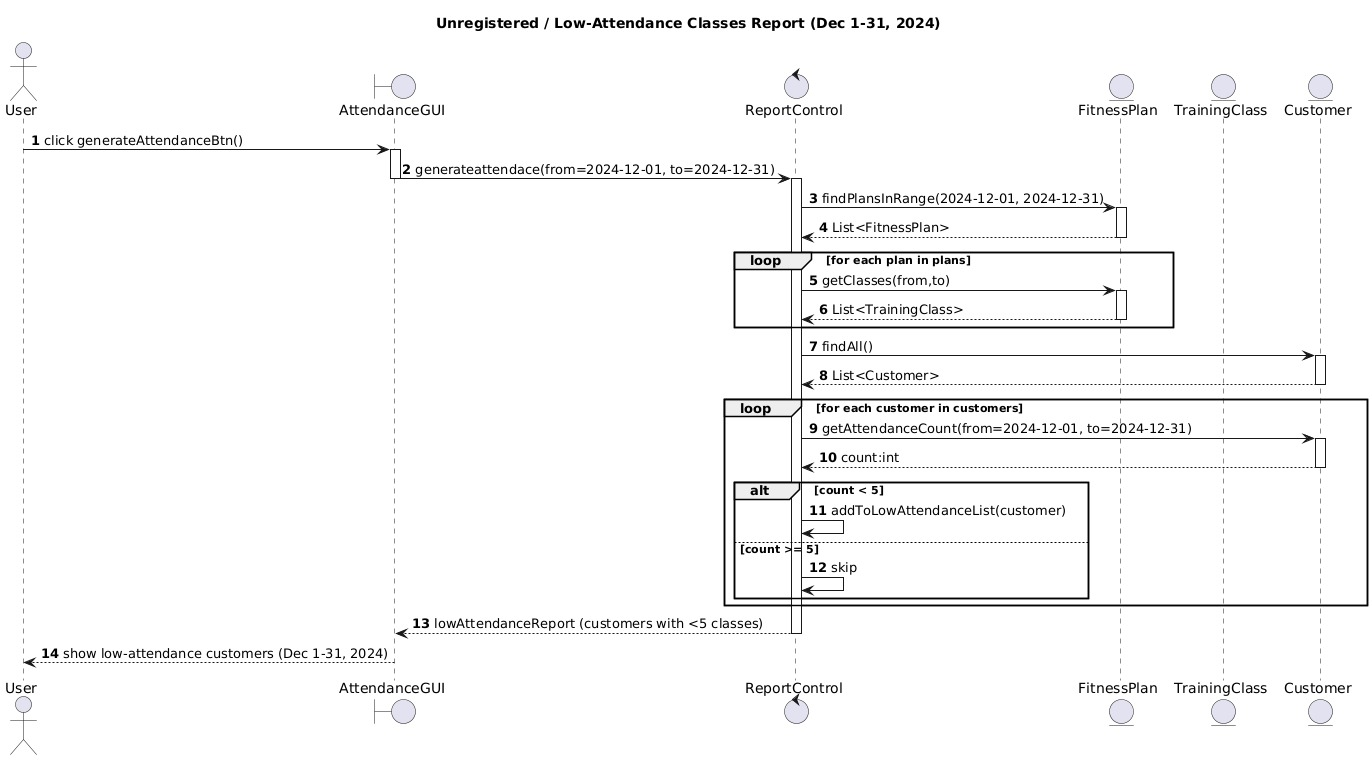 Unregistered / Low-Attendance Classes Report (Dec 1-31, 2024)
User
AttendanceGUI
ReportControl
FitnessPlan
TrainingClass
Customer
1 click generateAttendanceBtn()
2 generateattendace(from=2024-12-01, to=2024-12-31)
3 findPlansInRange(2024-12-01, 2024-12-31)
4 List<FitnessPlan>
loop [for each plan in plans]
5 getClasses(from,to)
6 List<TrainingClass>
7 findAll()
8 List<Customer>
loop [for each customer in customers]
9 getAttendanceCount(from=2024-12-01, to=2024-12-31)
10 count:int
alt [count < 5]
11 addToLowAttendanceList(customer)
[count >= 5]
12 skip
13 lowAttendanceReport (customers with <5 classes)
14 show low-attendance customers (Dec 1-31, 2024)
User
AttendanceGUI
ReportControl
FitnessPlan
TrainingClass
Customer